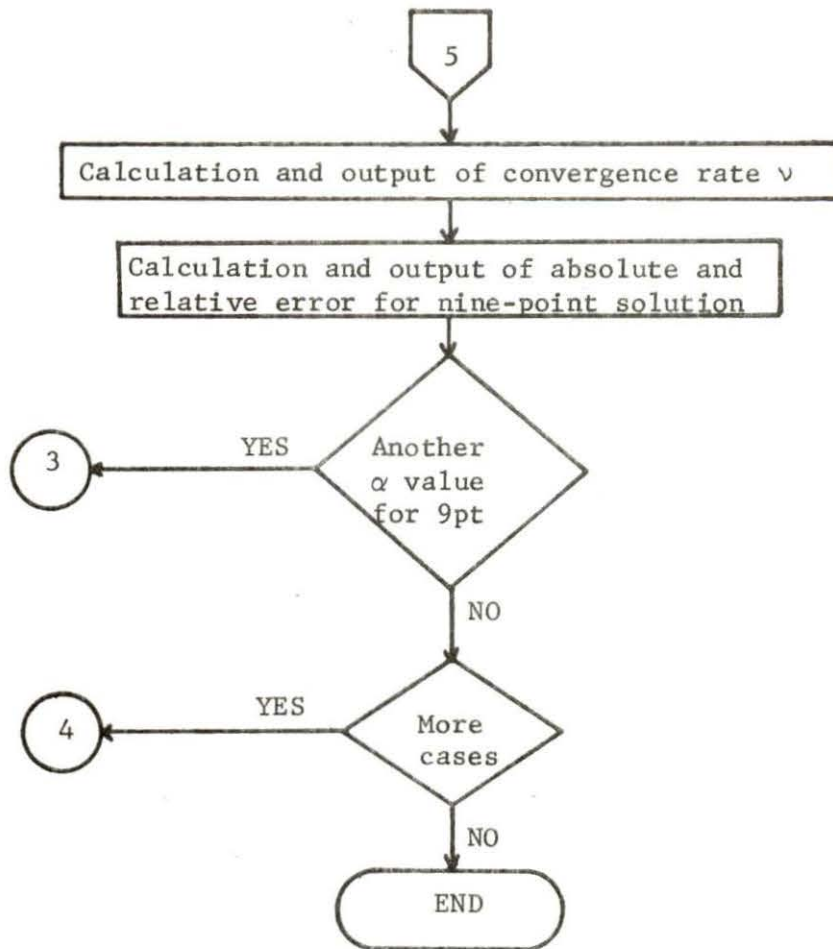 5
Calculation and output of convergence rate ν
Calculation and output of absolute and
relative error for nine-point solution
YES
3
Another
α value
for 9pt
NO
YES
4
More
cases
NO
END